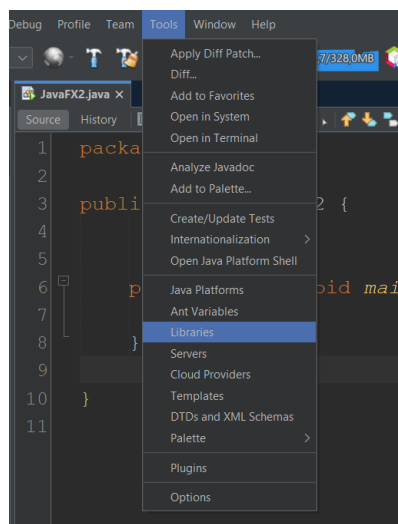 Debug Profile Team Tools Window Help
7/328,0MB
JavaFX2.java ×
Source History
Apply Diff Patch...
Diff...
Add to Favorites
Open in System
Open in Terminal
Analyze Javadoc
Add to Palette...
Create/Update Tests
Internationalization
Open Java Platform Shell
Java Platforms
Ant Variables
Libraries
Servers
Cloud Providers
Templates
DTDs and XML Schemas
Palette
Plugins
Options
1 packa
2
3 publi 2 {
4
5
6 p oid mai
7
8 }
9
10 }
11